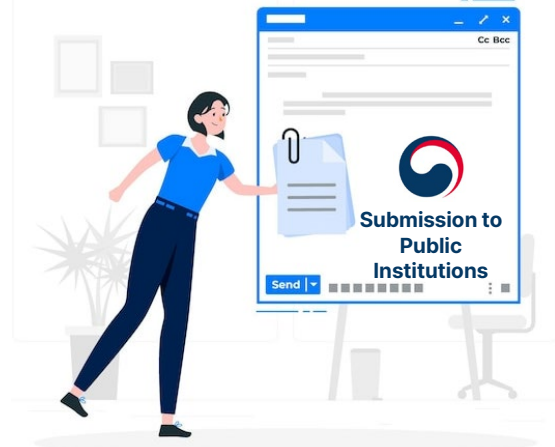 Cc Bcc
Submission to
Public
Institutions
Send